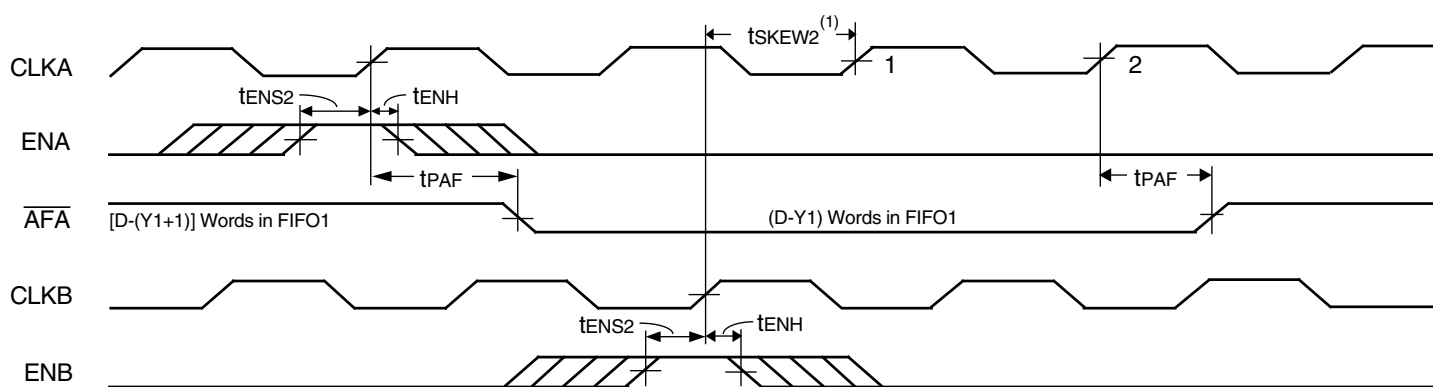 tSKEW2(1)
CLKA
1
2
tENS2
tENH
ENA
tPAF
tPAF
AFA
[D-(Y1+1)] Words in FIFO1
(D-Y1) Words in FIFO1
CLKB
tENS2
tENH
ENB